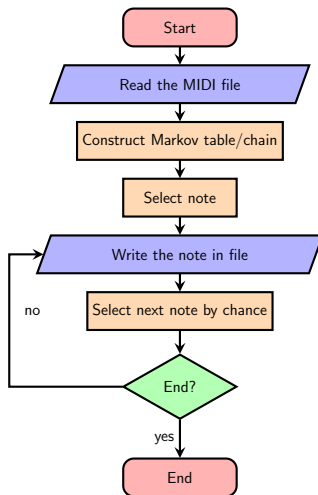 Start
Read the MIDI file
Construct Markov table/chain
Select note
Write the note in file
no
Select next note by chance
End?
yes
End